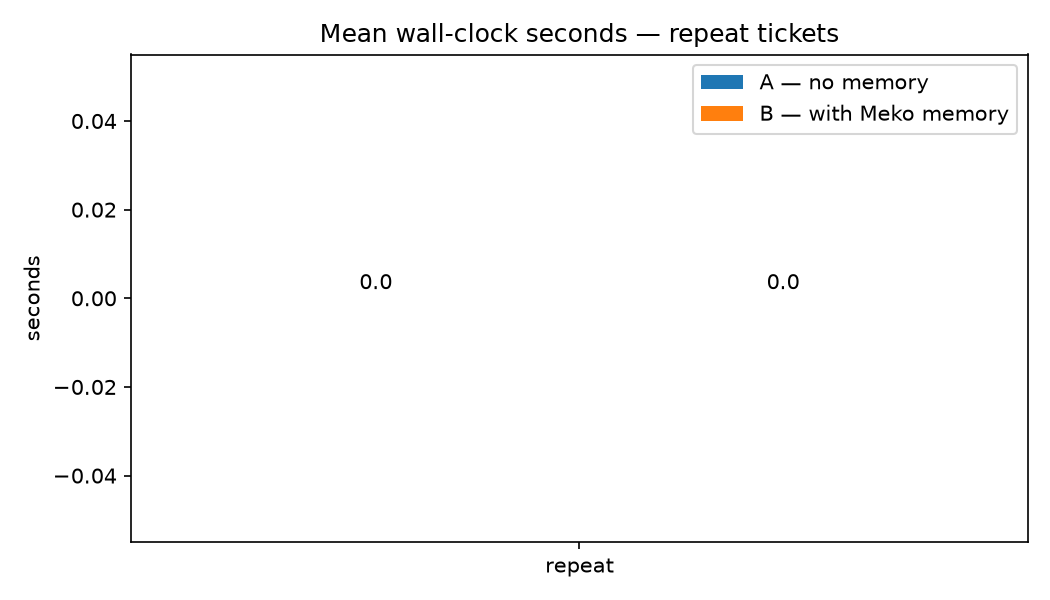 Mean wall-clock seconds — repeat tickets
A — no memory
B — with Meko memory
0.04
0.02
0.00
−0.02
−0.04
seconds
0.0
0.0
repeat